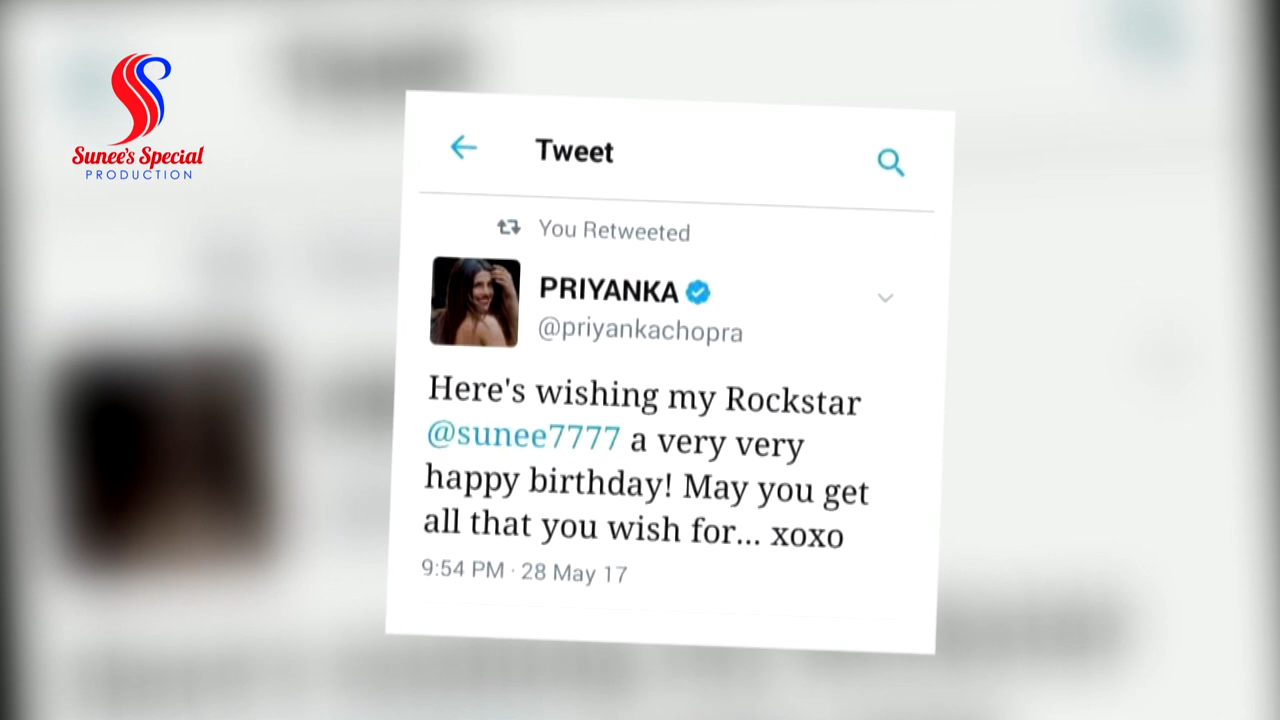 Sunee's Special
PRODUCTION
Tweet
You Retweeted
PRIYANKA
@priyankachopra
Here's wishing my Rockstar
@sunee7777 a very very
happy birthday! May you get
all that you wish for... xoxo
9:54 PM · 28 May 17